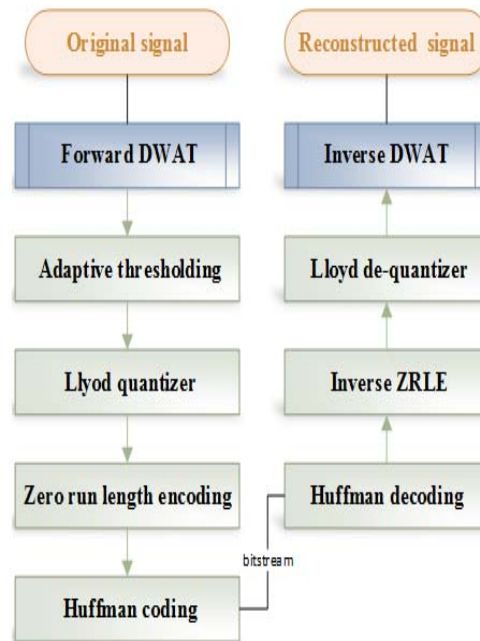 Original signal
Forward DWAT
Adaptive thresholding
Llyod quantizer
Zero run length encoding
Huffman coding
bitstream
Reconstructed signal
Inverse DWAT
Lloyd de-quantizer
Inverse ZRLE
Huffman decoding